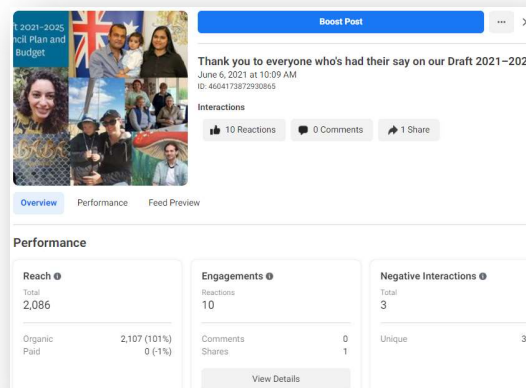 Boost Post
t 2021-2025
ncil Plan and
Budget
Thank you to everyone who's had their say on our Draft 2021–202
June 6, 2021 at 10:09 AM
ID: 4604173872930865
Interactions
10 Reactions
0 Comments
1 Share
Overview
Performance
Feed Preview
Performance
Reach
Total
2,086
Organic 2,107 (101%)
Paid 0 (-1%)
Engagements
Reactions
10
Comments 0
Shares 1
View Details
Negative Interactions
Total
3
Unique 3